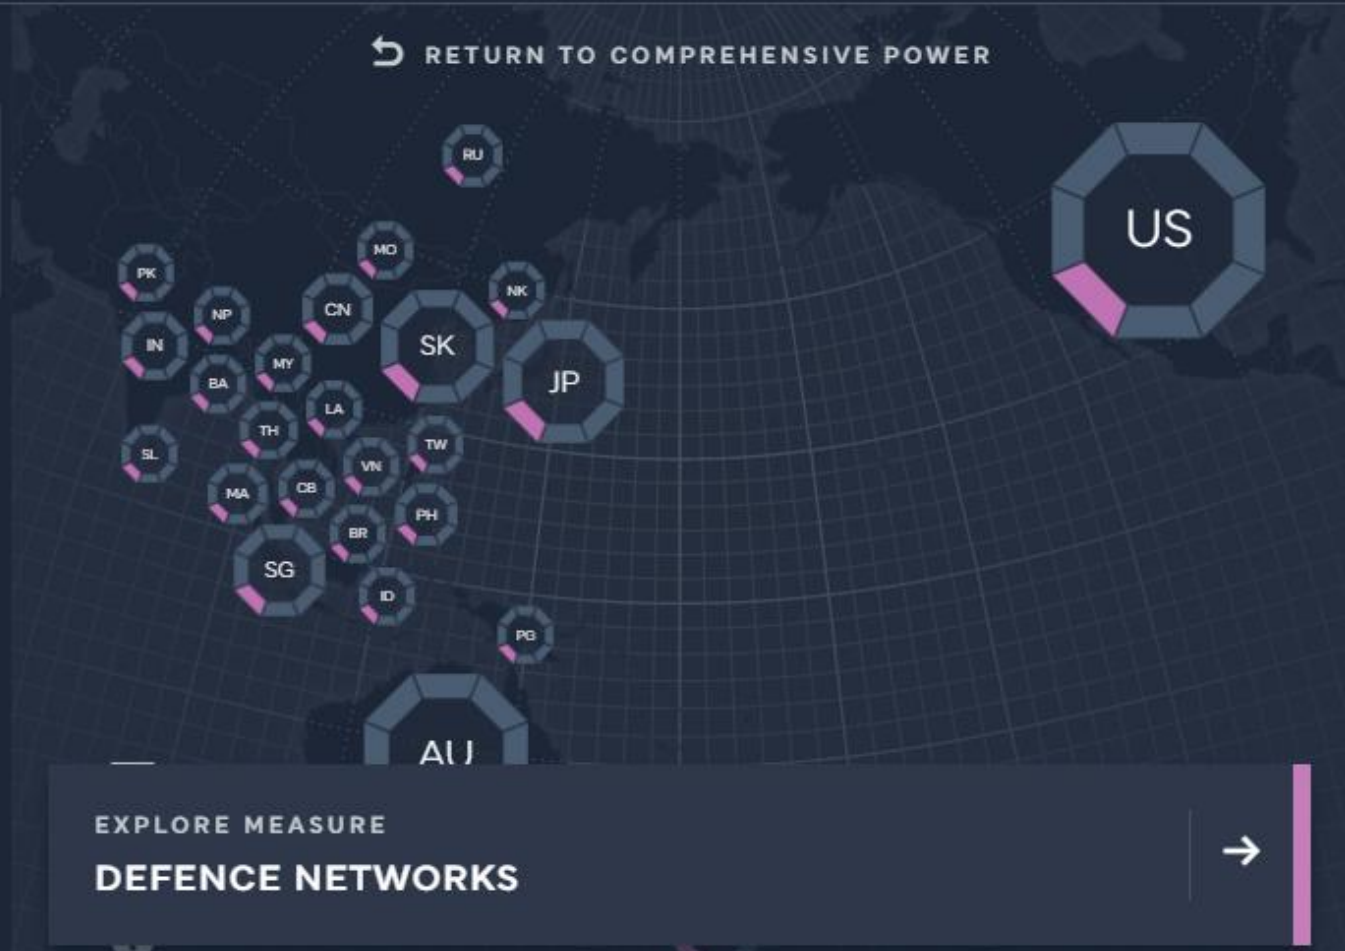 RETURN TO COMPREHENSIVE POWER
RU
US
MO
PK
NK
CN
NP
SK
IN
MY
JP
BA
LA
TH
TW
SL
VN
CB
MA
PH
BR
SG
ID
PG
AU
EXPLORE MEASURE
DEFENCE NETWORKS